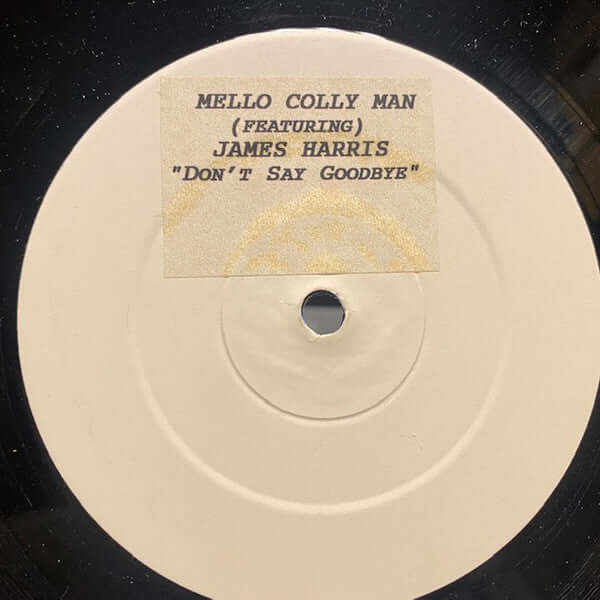 MELLO COLLY MAN
(FEATURING)
JAMES HARRIS
"DON'T SAY GOODBYE"